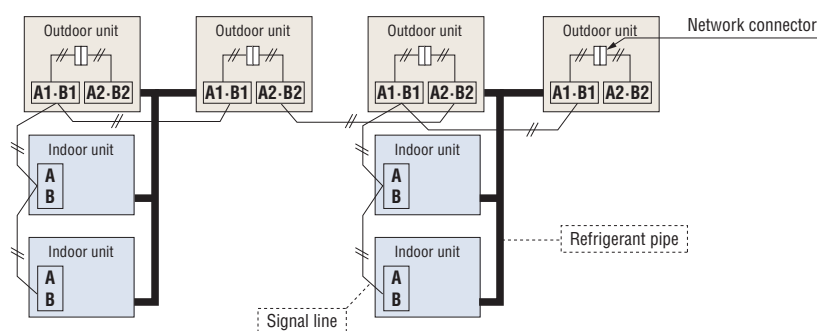 Outdoor unit
Outdoor unit
Outdoor unit
Outdoor unit
Network connector
A1·B1 A2·B2
A1·B1 A2·B2
A1·B1 A2·B2
A1·B1 A2·B2
Indoor unit
A
B
Indoor unit
A
B
Indoor unit
A
B
Indoor unit
A
B
Refrigerant pipe
Signal line